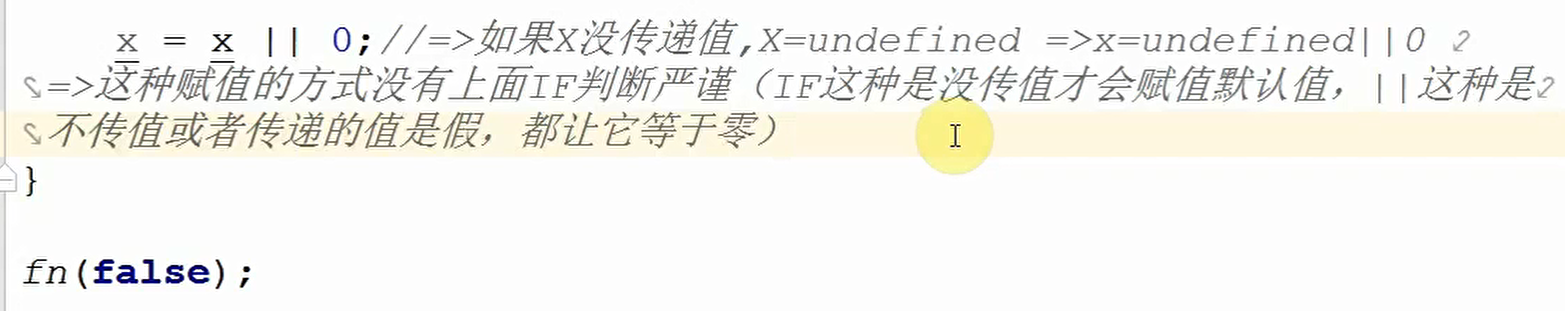 x = x || 0;//=>如果X没传递值,X=undefined =>x=undefined||0
=>这种赋值的方式没有上面IF判断严谨（IF这种是没传值才会赋值默认值，||这种是
不传值或者传递的值是假，都让它等于零）
}
fn(false);